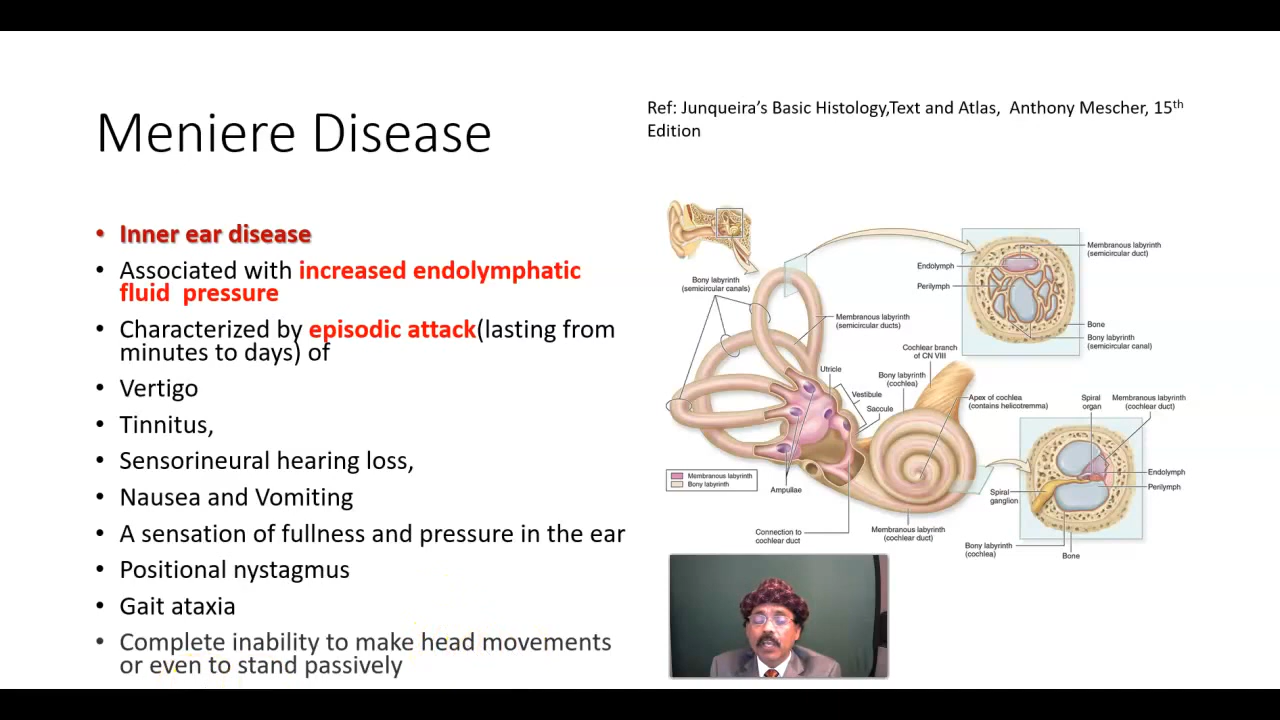 Meniere Disease
Ref: Junqueira's Basic Histology,Text and Atlas, Anthony Mescher, 15th
Edition
• Inner ear disease
• Associated with increased endolymphatic
fluid pressure
• Characterized by episodic attack(lasting from
minutes to days) of
• Vertigo
• Tinnitus,
• Sensorineural hearing loss,
• Nausea and Vomiting
• A sensation of fullness and pressure in the ear
• Positional nystagmus
• Gait ataxia
• Complete inability to make head movements
or even to stand passively
Bony labyrinth
(semicircular canals)
Membranous labyrinth
(semicircular ducts)
Endolymph
Perilymph
Membranous labyrinth
(semicircular duct)
Bone
Bony labyrinth
(semicircular canal)
Cochlear branch
of CN VIII
Utricle
Bony labyrinth
(cochlea)
Vestibule
Saccule
Apex of cochlea
(contains helicotremma)
Spiral
organ
Membranous labyrinth
(cochlear duct)
Endolymph
Perilymph
Spiral
ganglion
Membranous labyrinth
Bony labyrinth
Ampullae
Connection to
cochlear duct
Membranous labyrinth
(cochlear duct)
Bony labyrinth
(cochlea)
Bone